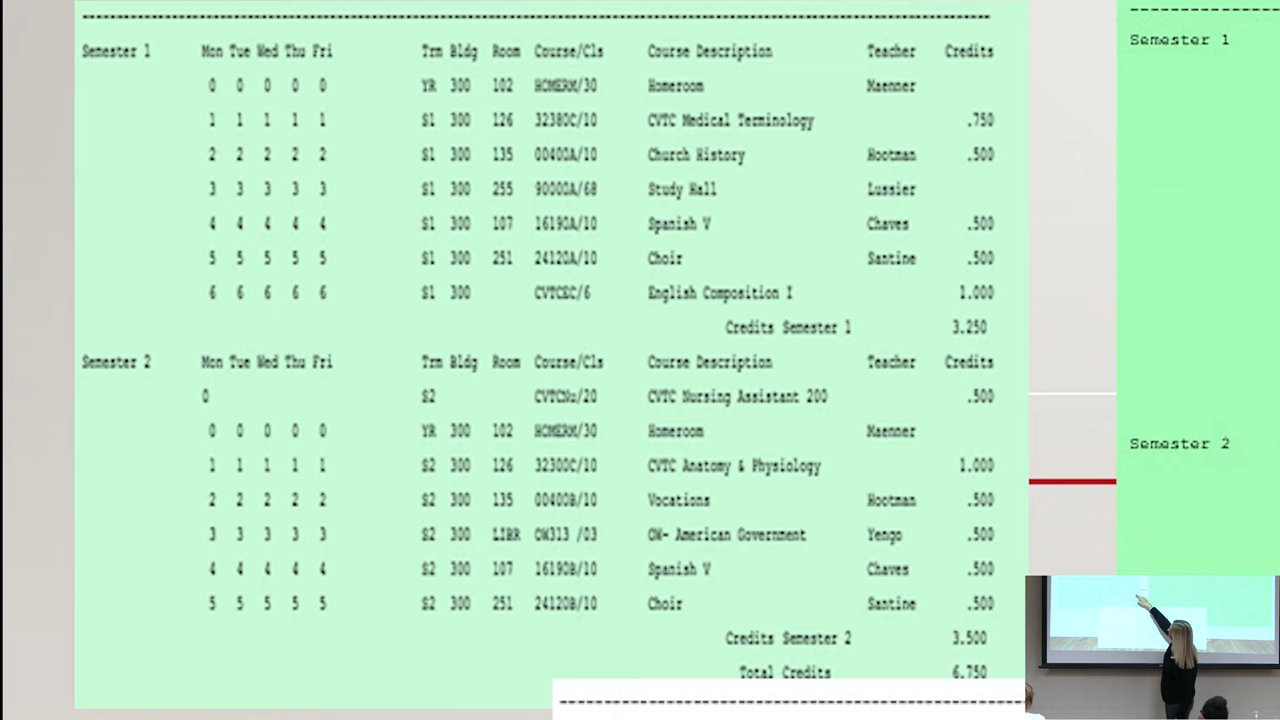 Semester 1 Mon Tue Wed Thu Fri Trm Bldg Room Course/Cls Course Description Teacher Credits
0 0 0 0 0 YR 300 102 HOMERM/30 Homeroom Maenner
1 1 1 1 1 S1 300 126 32380C/10 CVTC Medical Terminology .750
2 2 2 2 2 S1 300 135 00400A/10 Church History Rootman .500
3 3 3 3 3 S1 300 255 90000A/68 Study Hall Lussier
4 4 4 4 4 S1 300 107 16190A/10 Spanish V Chaves .500
5 5 5 5 5 S1 300 251 24120A/10 Choir Santine .500
6 6 6 6 6 S1 300 CVTCEC/6 English Composition I 1.000
Credits Semester 1 3.250
Semester 2 Mon Tue Wed Thu Fri Trm Bldg Room Course/Cls Course Description Teacher Credits
0 S2 CVTCNu/20 CVTC Nursing Assistant 200 .500
0 0 0 0 0 YR 300 102 HOMERM/30 Homeroom Maenner
1 1 1 1 1 S2 300 126 32300C/10 CVTC Anatomy & Physiology 1.000
2 2 2 2 2 S2 300 135 00400B/10 Vocations Rootman .500
3 3 3 3 3 S2 300 LIBR OW313 /03 OW- American Government Yengo .500
4 4 4 4 4 S2 300 107 16190B/10 Spanish V Chaves .500
5 5 5 5 5 S2 300 251 24120B/10 Choir Santine .500
Credits Semester 2 3.500
Total Credits 6.750
Semester 1
Semester 2